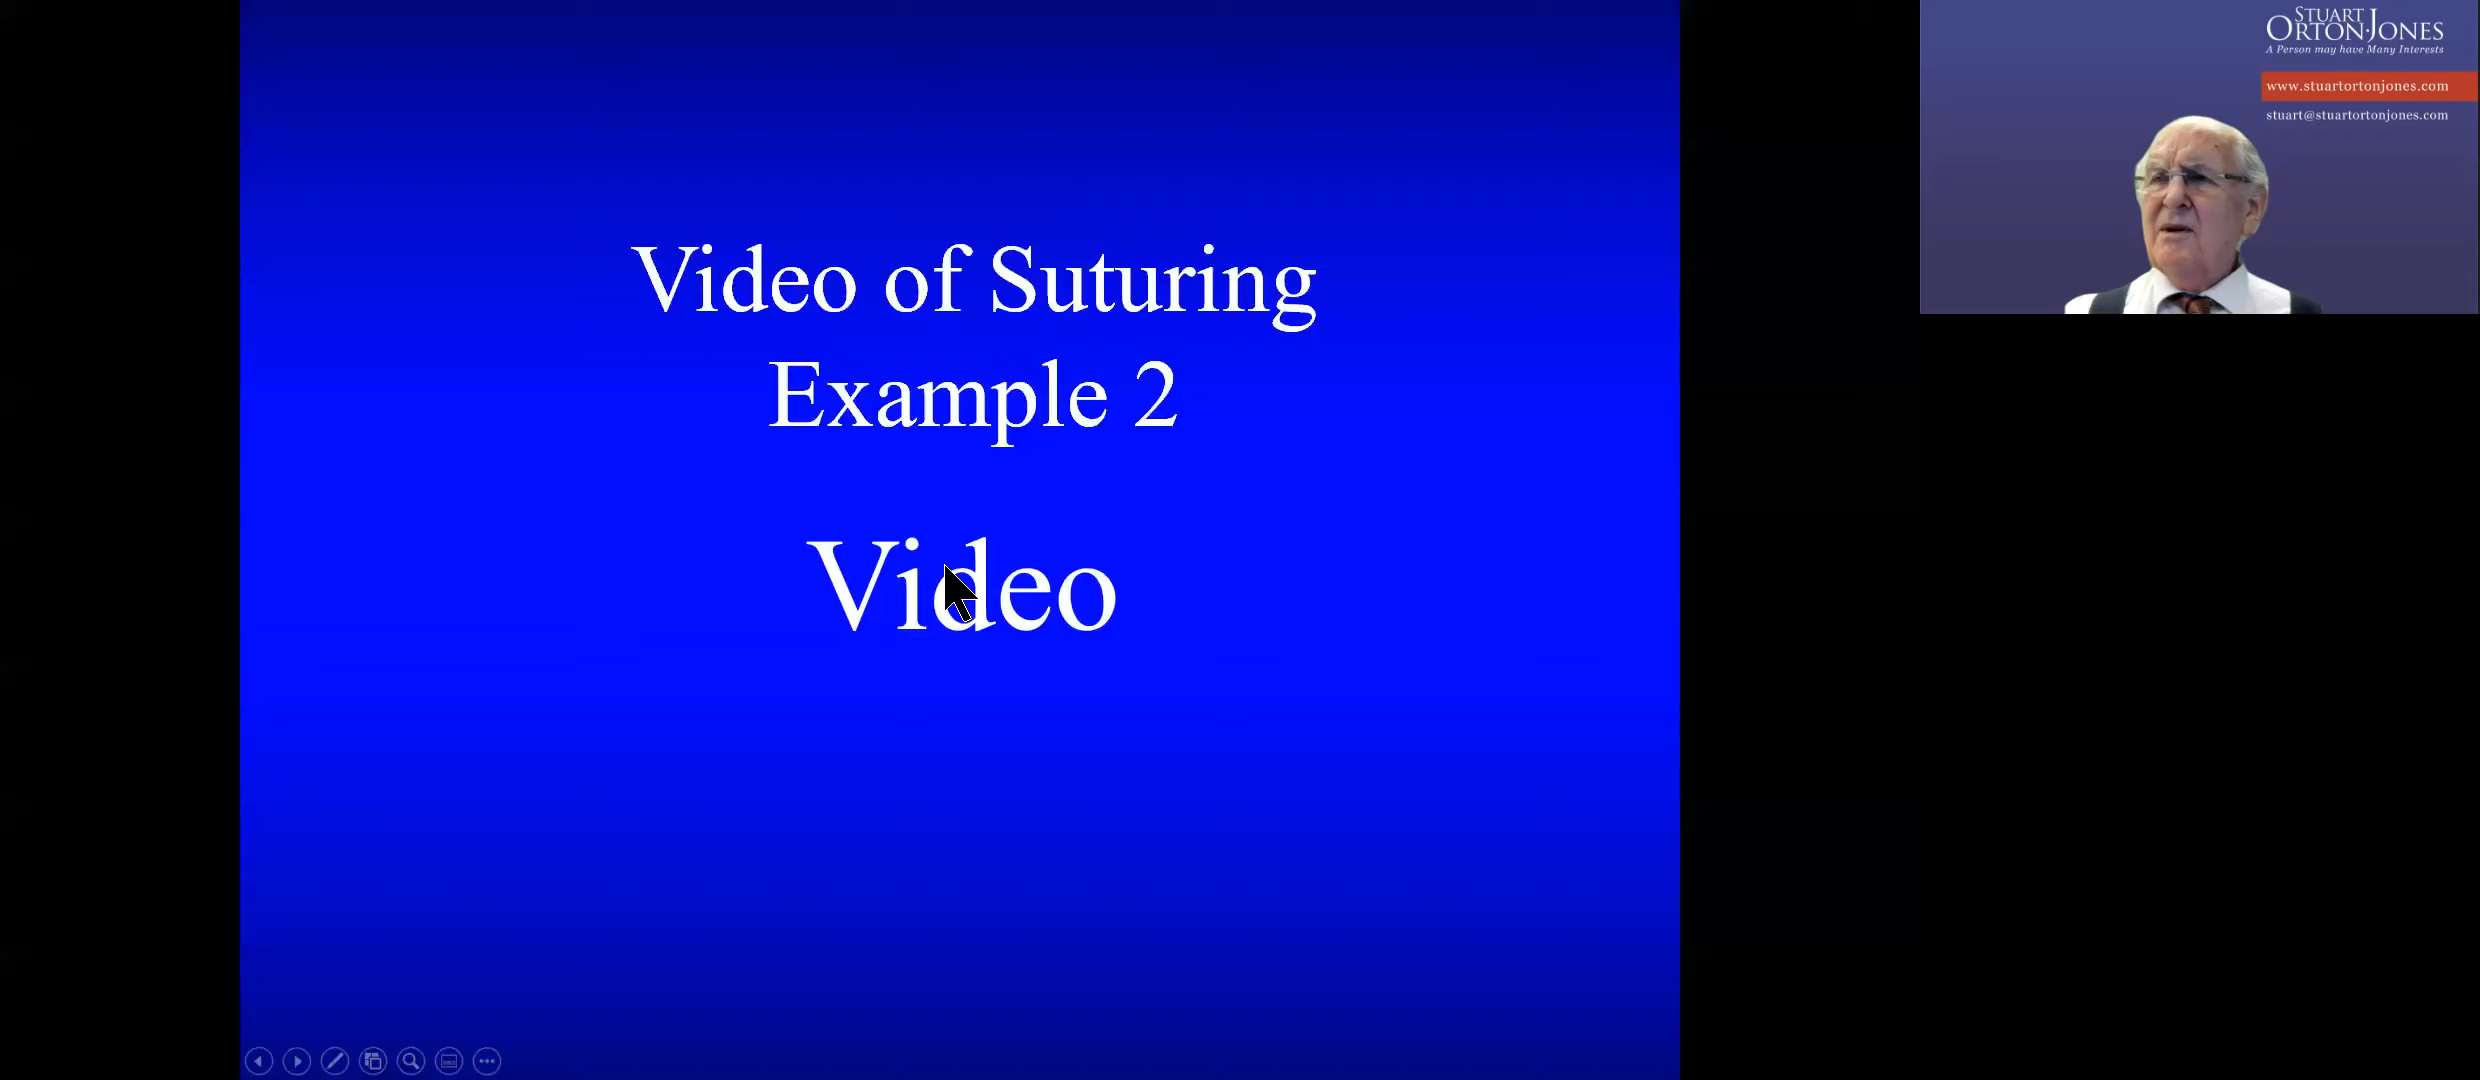 Video of Suturing
Example 2
Video
STUART
ORTON-JONES
A Person may have Many Interests
www.stuartortonjones.com
stuart@stuartortonjones.com